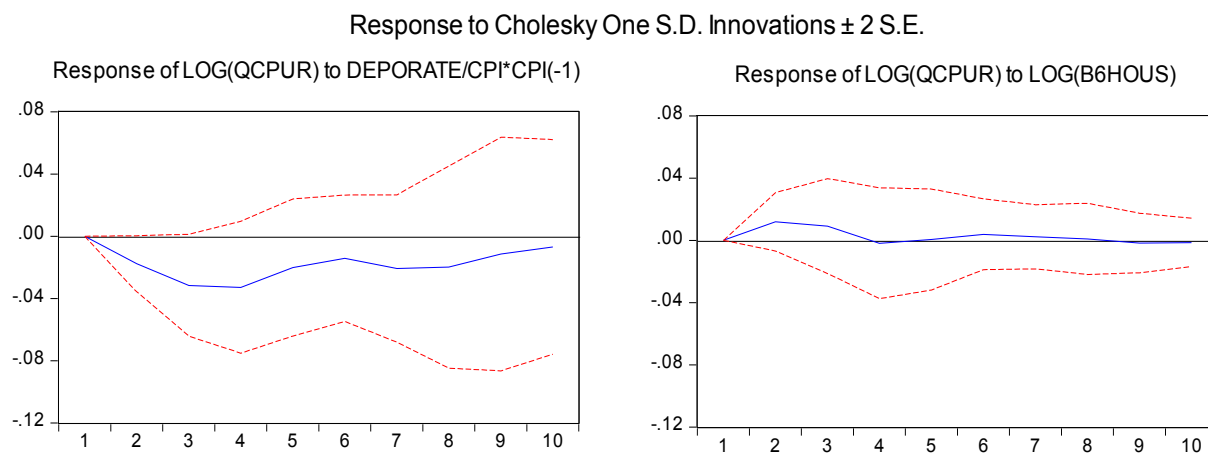 Response to Cholesky One S.D. Innovations ± 2 S.E.
Response of LOG(QCPUR) to DEPORATE/CPI*CPI(-1)
.08
.04
.00
-.04
-.08
-.12
1 2 3 4 5 6 7 8 9 10
Response of LOG(QCPUR) to LOG(B6HOUS)
.08
.04
.00
-.04
-.08
-.12
1 2 3 4 5 6 7 8 9 10